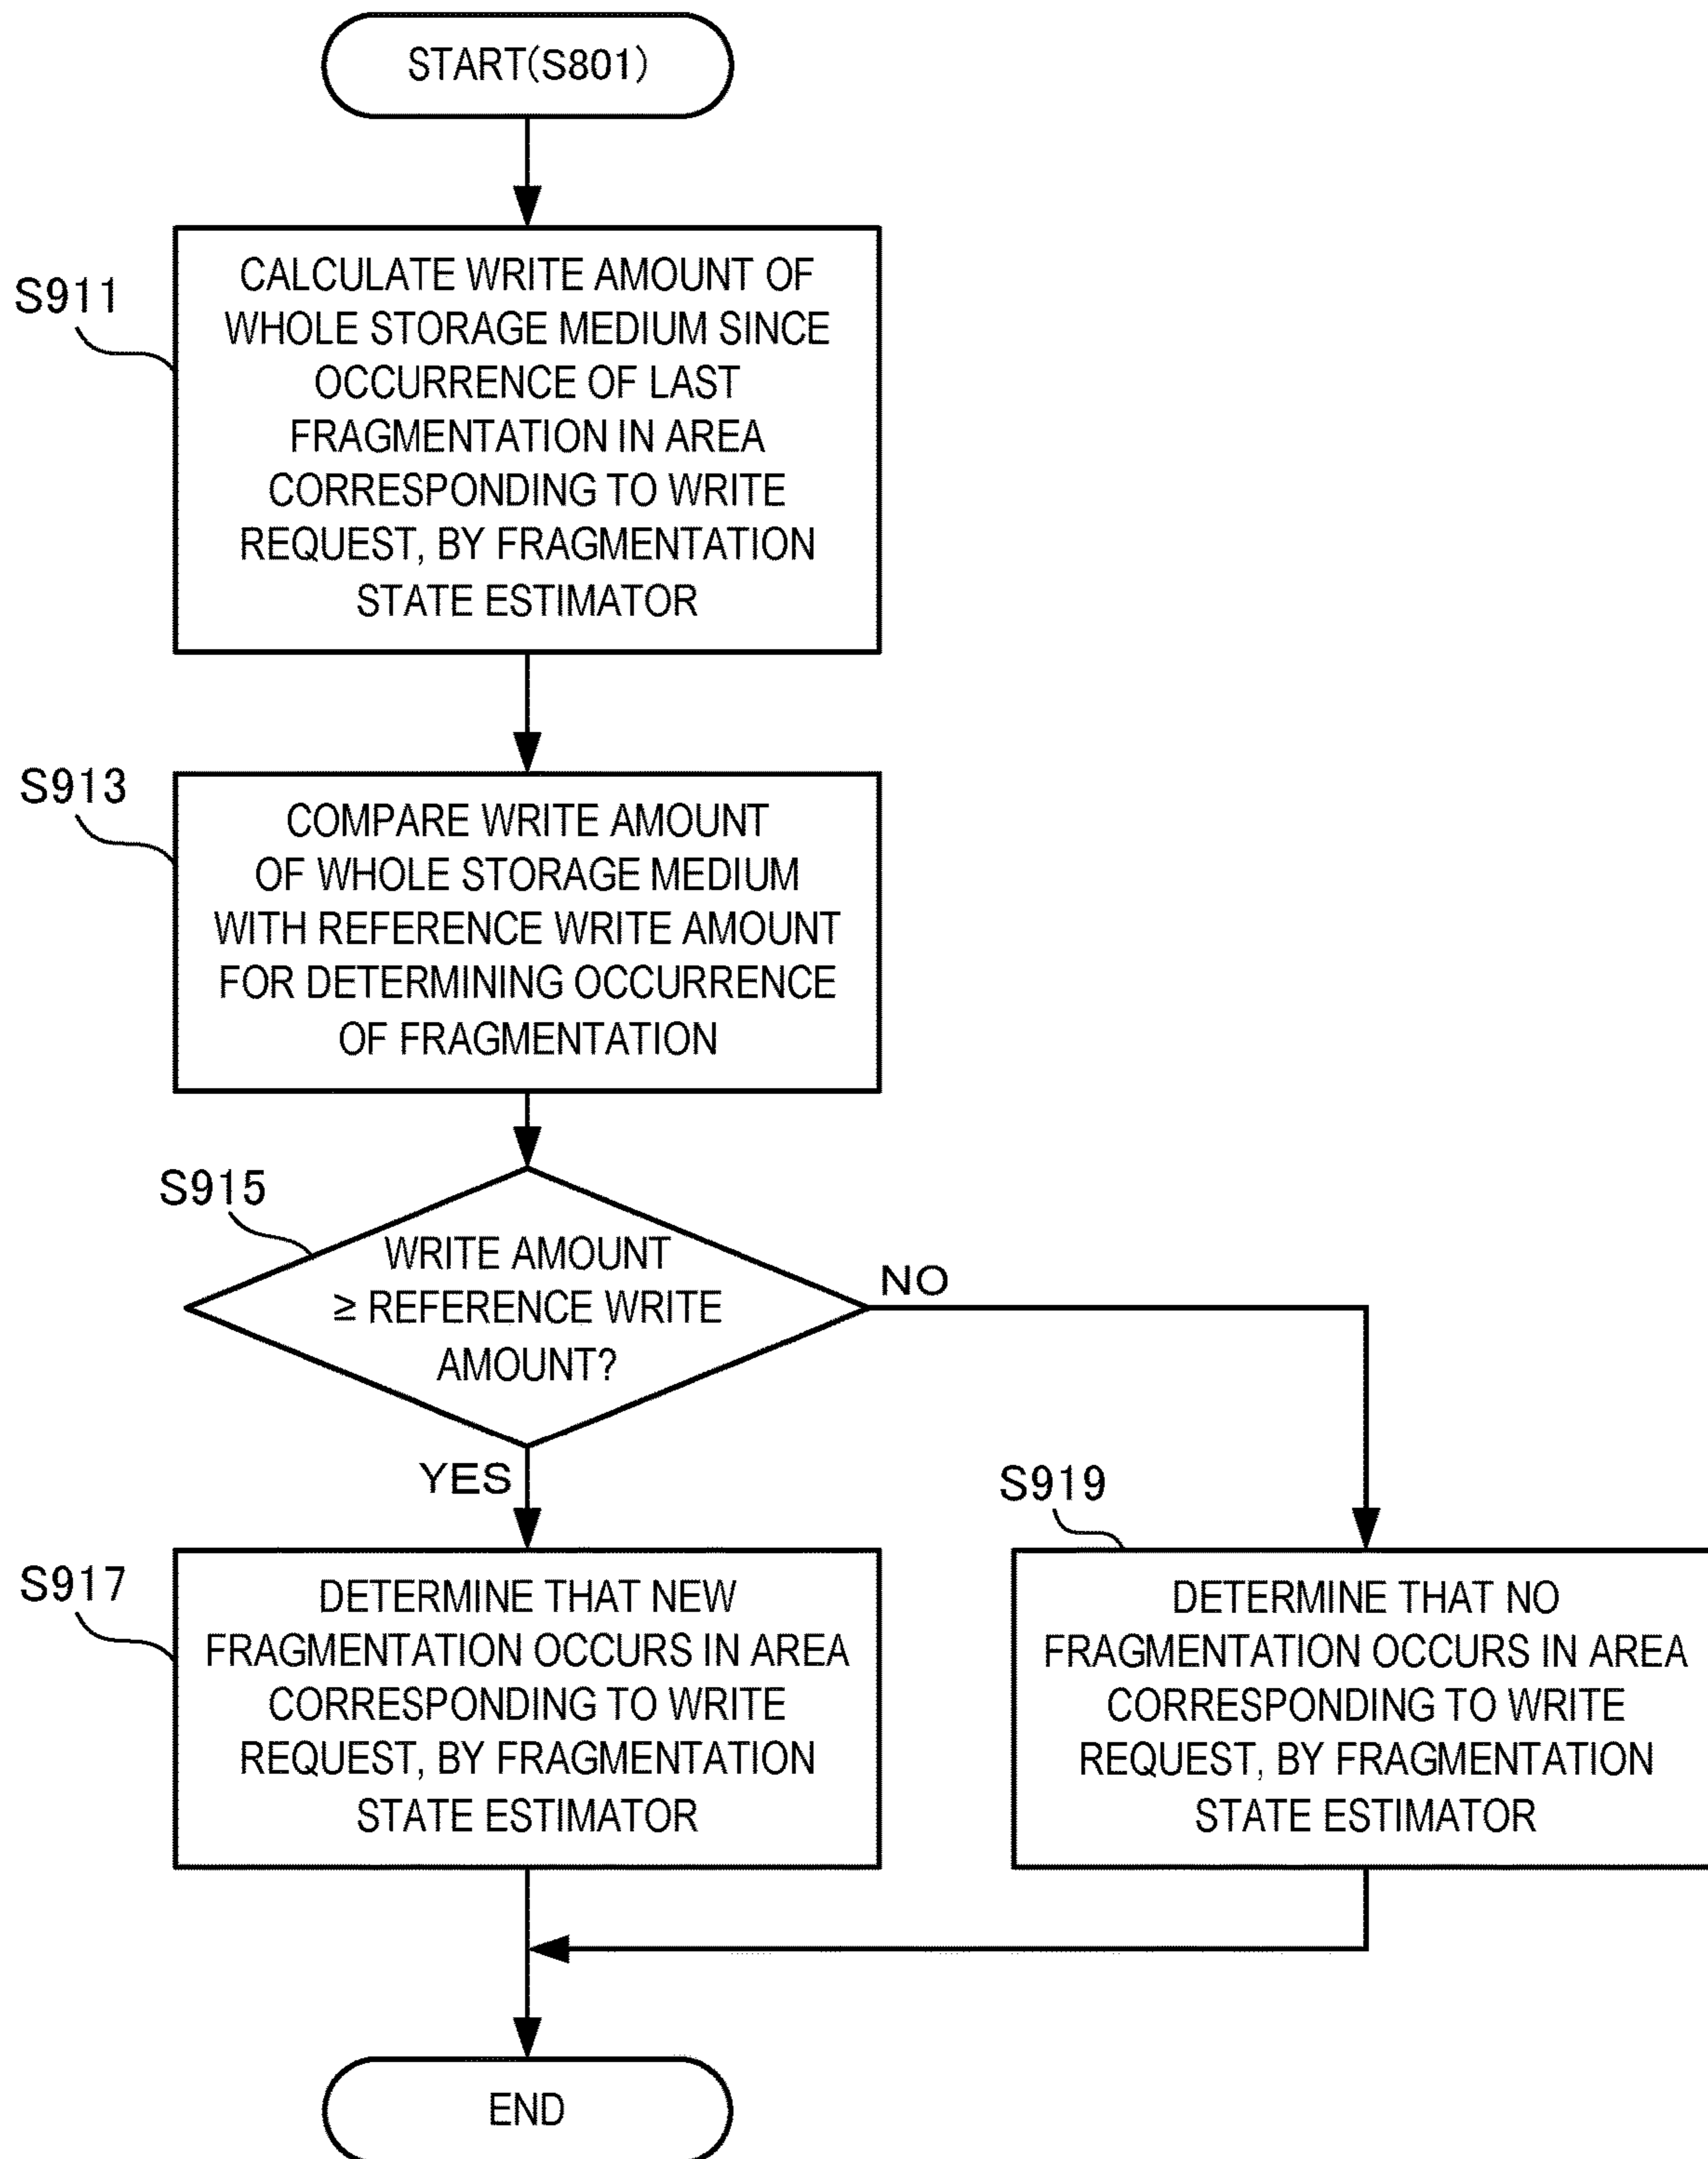 START(S801)
S911
CALCULATE WRITE AMOUNT OF
WHOLE STORAGE MEDIUM SINCE
OCCURRENCE OF LAST
FRAGMENTATION IN AREA
CORRESPONDING TO WRITE
REQUEST, BY FRAGMENTATION
STATE ESTIMATOR
S913
COMPARE WRITE AMOUNT
OF WHOLE STORAGE MEDIUM
WITH REFERENCE WRITE AMOUNT
FOR DETERMINING OCCURRENCE
OF FRAGMENTATION
S915
WRITE AMOUNT
≥ REFERENCE WRITE
AMOUNT?
NO
YES
S917
DETERMINE THAT NEW
FRAGMENTATION OCCURS IN AREA
CORRESPONDING TO WRITE
REQUEST, BY FRAGMENTATION
STATE ESTIMATOR
S919
DETERMINE THAT NO
FRAGMENTATION OCCURS IN AREA
CORRESPONDING TO WRITE
REQUEST, BY FRAGMENTATION
STATE ESTIMATOR
END